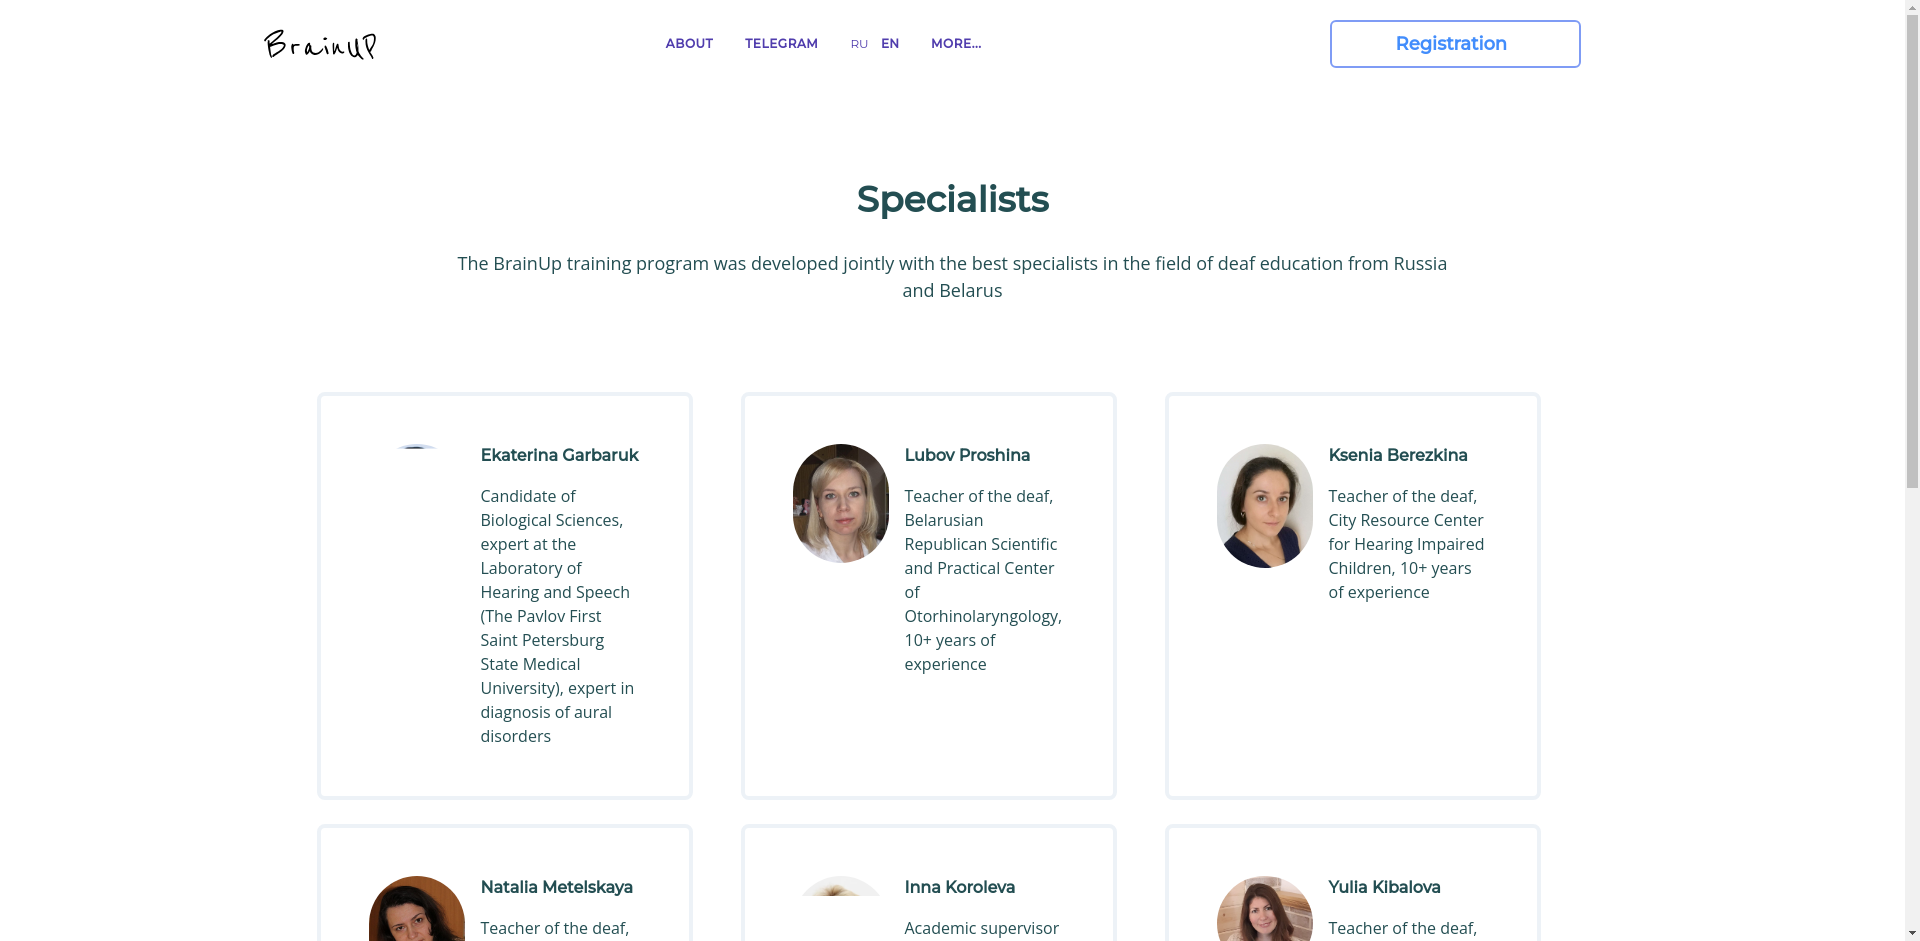 BrainUP
ABOUT
TELEGRAM
RU
EN
MORE...
Registration
Specialists
The BrainUp training program was developed jointly with the best specialists in the field of deaf education from Russia
and Belarus
Ekaterina Garbaruk
Candidate of
Biological Sciences,
expert at the
Laboratory of
Hearing and Speech
(The Pavlov First
Saint Petersburg
State Medical
University), expert in
diagnosis of aural
disorders
Lubov Proshina
Teacher of the deaf,
Belarusian
Republican Scientific
and Practical Center
of
Otorhinolaryngology,
10+ years of
experience
Ksenia Berezkina
Teacher of the deaf,
City Resource Center
for Hearing Impaired
Children, 10+ years
of experience
Natalia Metelskaya
Teacher of the deaf,
Inna Koroleva
Academic supervisor
Yulia Kibalova
Teacher of the deaf,